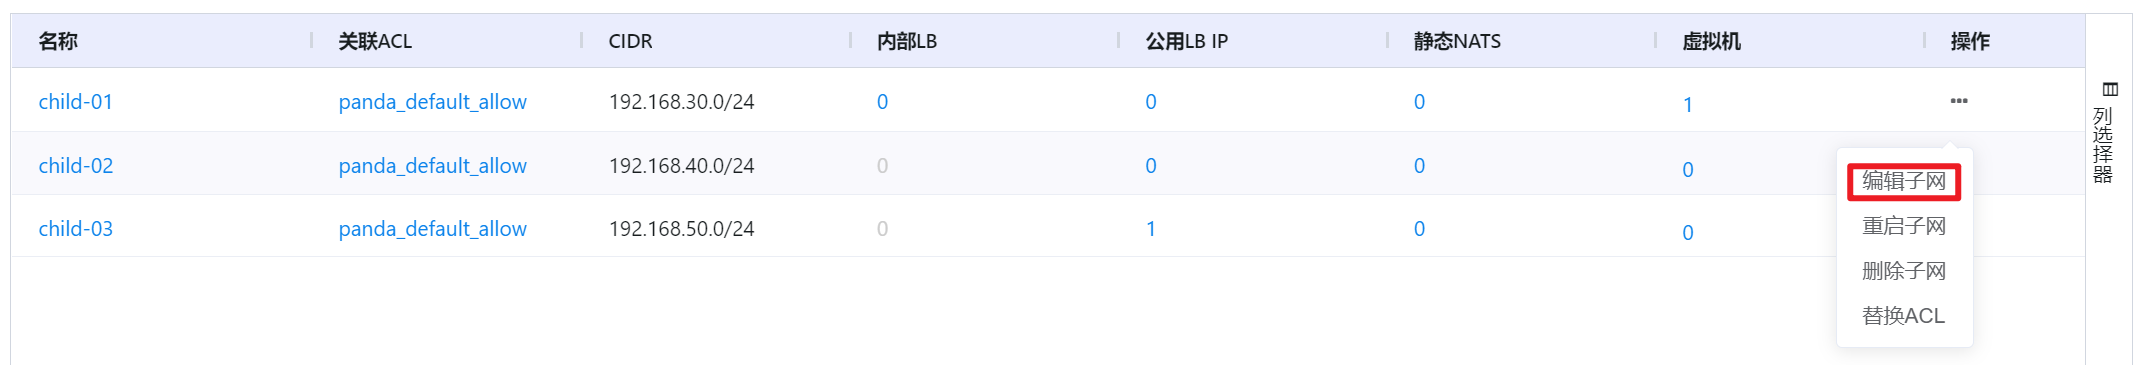 名称 关联ACL CIDR 内部LB 公用LB IP 静态NATS 虚拟机 操作
child-01 panda_default_allow 192.168.30.0/24 0 0 0 1 •••
child-02 panda_default_allow 192.168.40.0/24 0 0 0 0
child-03 panda_default_allow 192.168.50.0/24 0 1 0 0
编辑子网
重启子网
删除子网
替换ACL
列选择器